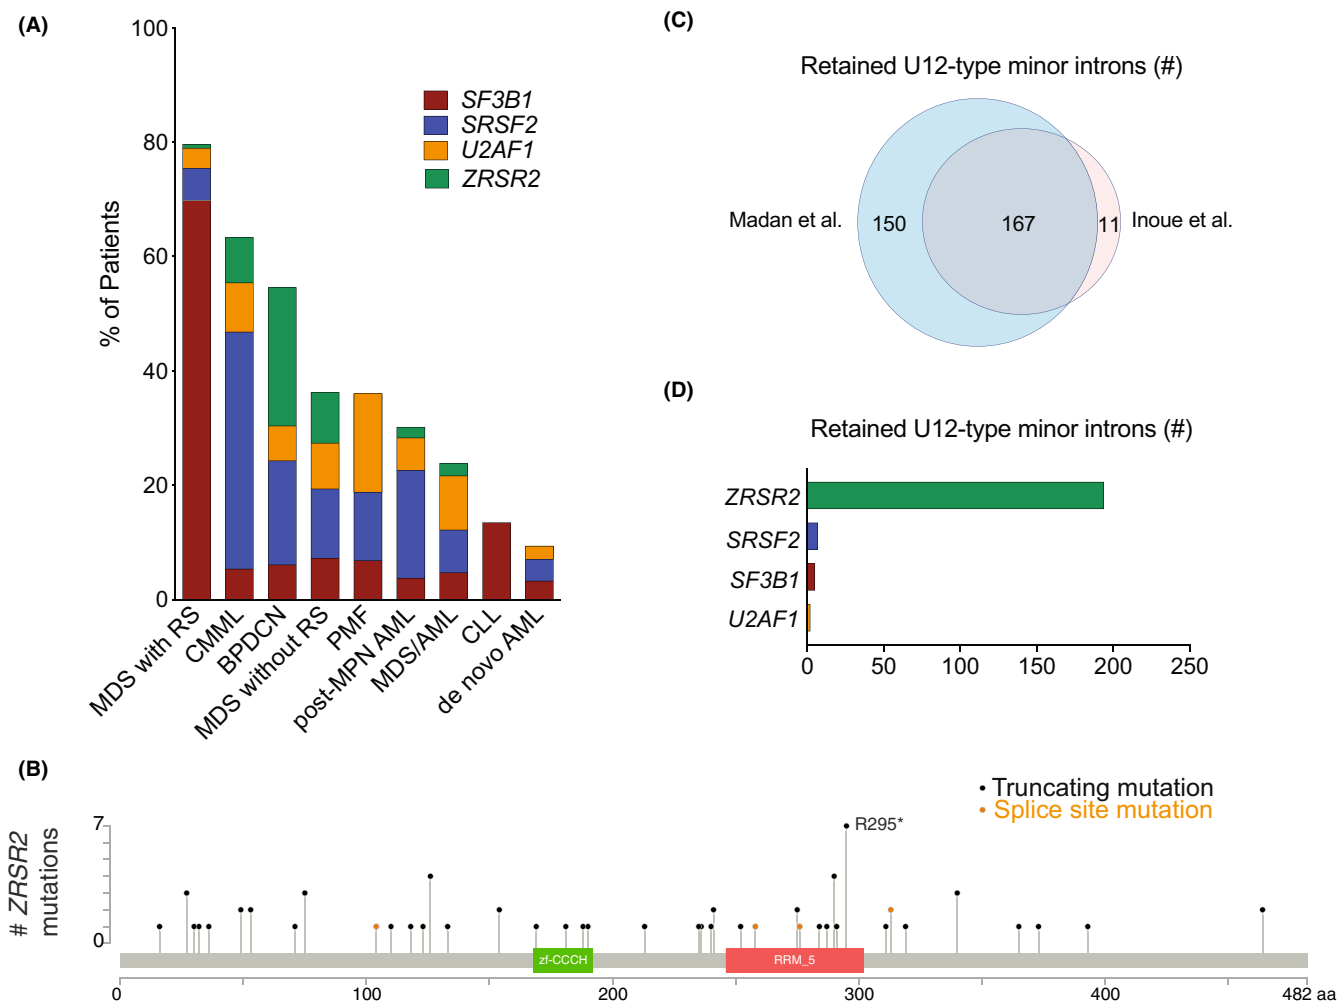 (A)
100
80
60
40
20
0
% of Patients
SF3B1
SRSF2
U2AF1
ZRSR2
MDS with RS
CMML
BPDCN
MDS without RS
PMF
post-MPN AML
MDS/AML
CLL
de novo AML
(C)
Retained U12-type minor introns (#)
Madan et al.
150
167
11
Inoue et al.
(D)
Retained U12-type minor introns (#)
ZRSR2
SRSF2
SF3B1
U2AF1
0 50 100 150 200 250
(B)
# ZRSR2
mutations
7
0
Truncating mutation
Splice site mutation
R295*
zf-CCCH
RRM_5
0 100 200 300 400 482 aa